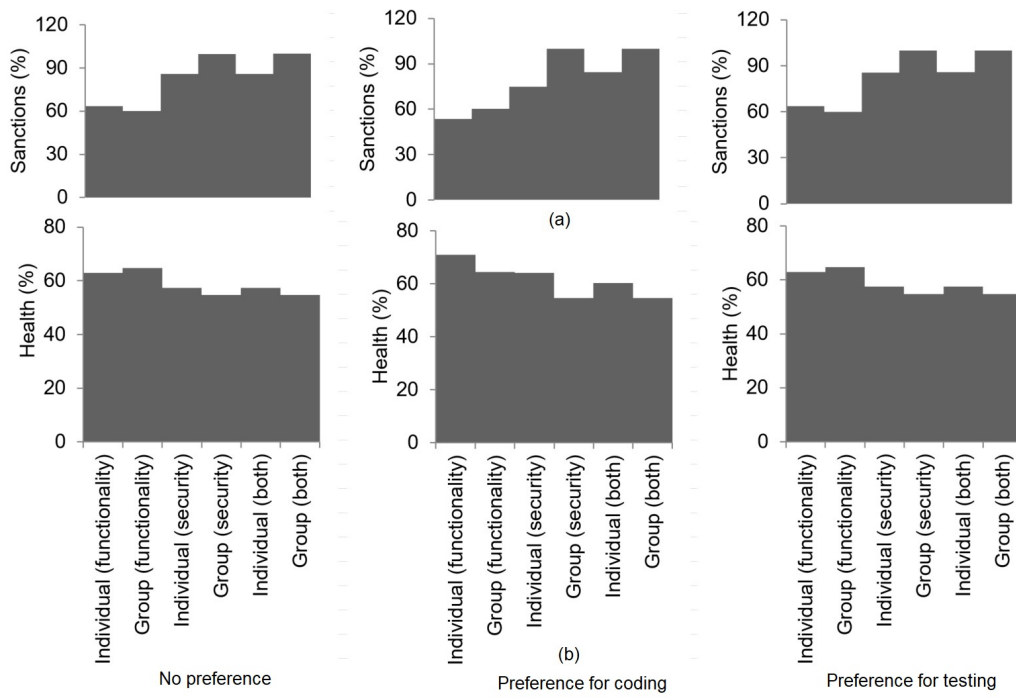 120
90
60
30
0
Sanctions (%)
120
90
60
30
0
Sanctions (%)
120
90
60
30
0
Sanctions (%)
(a)
80
60
40
20
0
Health (%)
80
60
40
20
0
Health (%)
80
60
40
20
0
Health (%)
Individual (functionality)
Group (functionality)
Individual (security)
Group (security)
Individual (both)
Group (both)
Individual (functionality)
Group (functionality)
Individual (security)
Group (security)
Individual (both)
Group (both)
Individual (functionality)
Group (functionality)
Individual (security)
Group (security)
Individual (both)
Group (both)
(b)
No preference
Preference for coding
Preference for testing